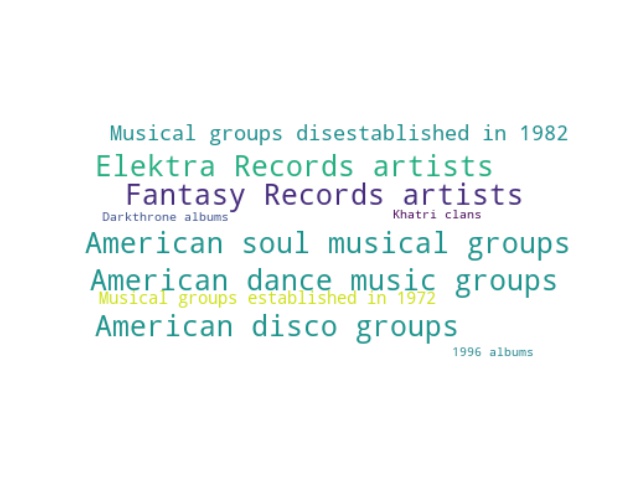 Musical groups disestablished in 1982
Elektra Records artists
Fantasy Records artists
Darkthrone albums
Khatri clans
American soul musical groups
American dance music groups
Musical groups established in 1972
American disco groups
1996 albums